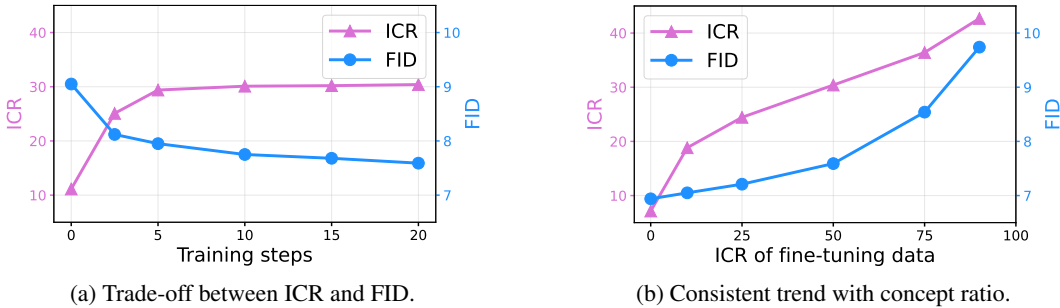 ICR
FID
40
30
20
10
ICR
10
9
8
7
FID
0
5
10
15
20
Training steps
(a) Trade-off between ICR and FID.
ICR
FID
40
30
20
10
ICR
10
9
8
7
FID
0
25
50
75
100
ICR of fine-tuning data
(b) Consistent trend with concept ratio.